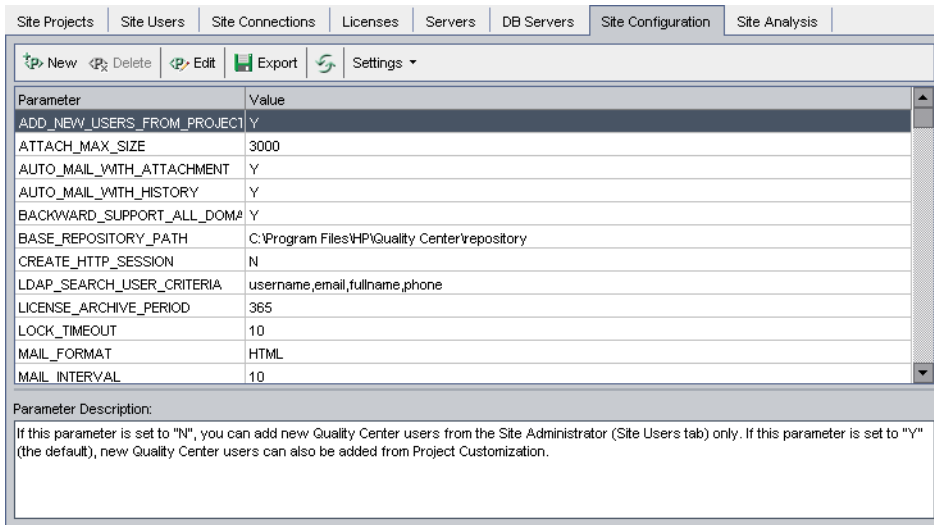 Site Projects Site Users Site Connections Licenses Servers DB Servers Site Configuration Site Analysis
New Delete Edit Export Settings
Parameter Value
ADD_NEW_USERS_FROM_PROJECT Y
ATTACH_MAX_SIZE 3000
AUTO_MAIL_WITH_ATTACHMENT Y
AUTO_MAIL_WITH_HISTORY Y
BACKWARD_SUPPORT_ALL_DOMA Y
BASE_REPOSITORY_PATH C:\Program Files\HP\Quality Center\repository
CREATE_HTTP_SESSION N
LDAP_SEARCH_USER_CRITERIA username,email,fullname,phone
LICENSE_ARCHIVE_PERIOD 365
LOCK_TIMEOUT 10
MAIL_FORMAT HTML
MAIL_INTERVAL 10
Parameter Description:
If this parameter is set to "N", you can add new Quality Center users from the Site Administrator (Site Users tab) only. If this parameter is set to "Y"
(the default), new Quality Center users can also be added from Project Customization.